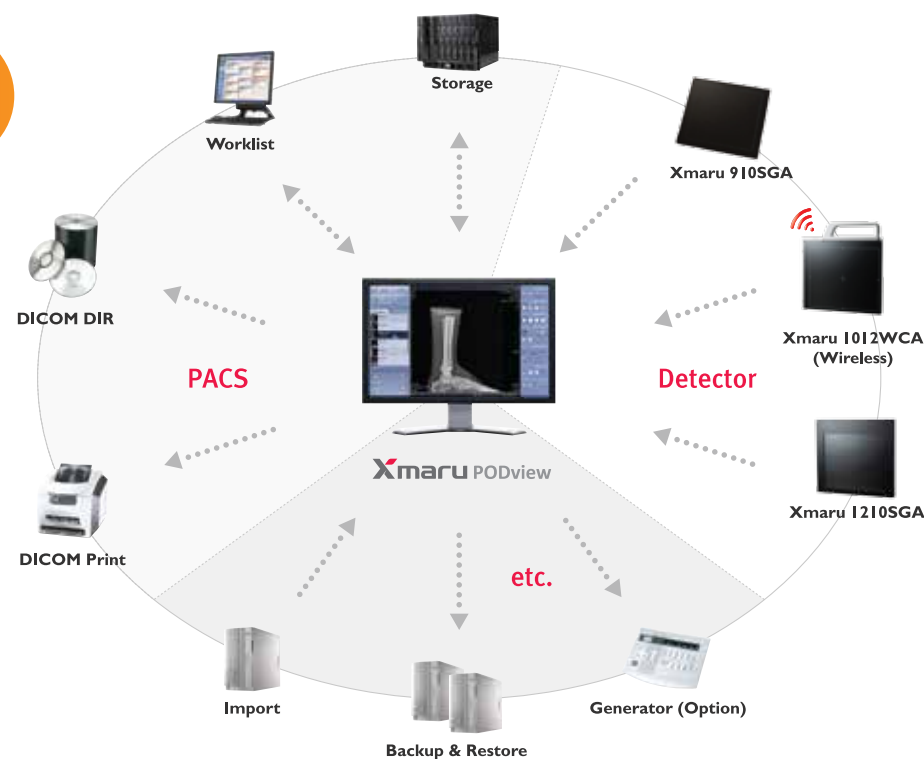 Storage
Worklist
Xmaru 910SGA
DICOM DIR
Xmaru 1012WCA
(Wireless)
PACS
Detector
Xmaru PODview
Xmaru 1210SGA
DICOM Print
etc.
Import
Generator (Option)
Backup & Restore